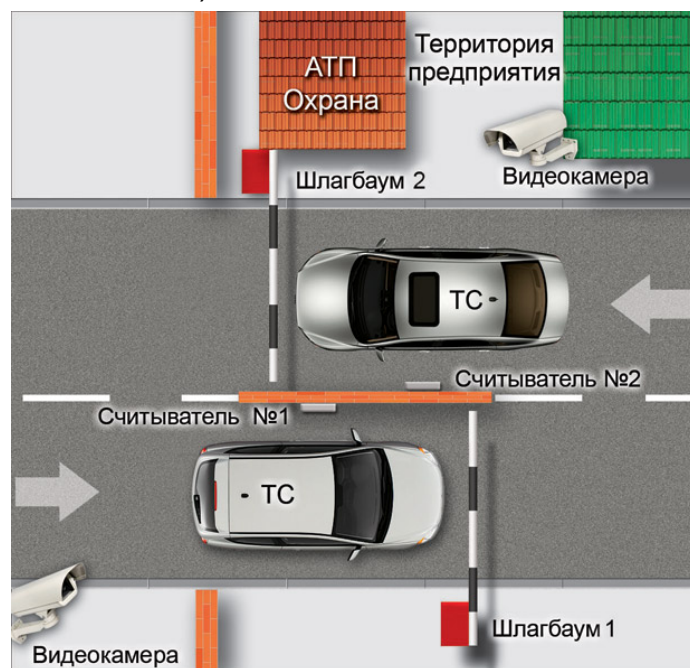 АТП
Охрана
Территория
предприятия
Шлагбаум 2
Видеокамера
ТС
Считыватель №2
Считыватель №1
ТС
Шлагбаум 1
Видеокамера